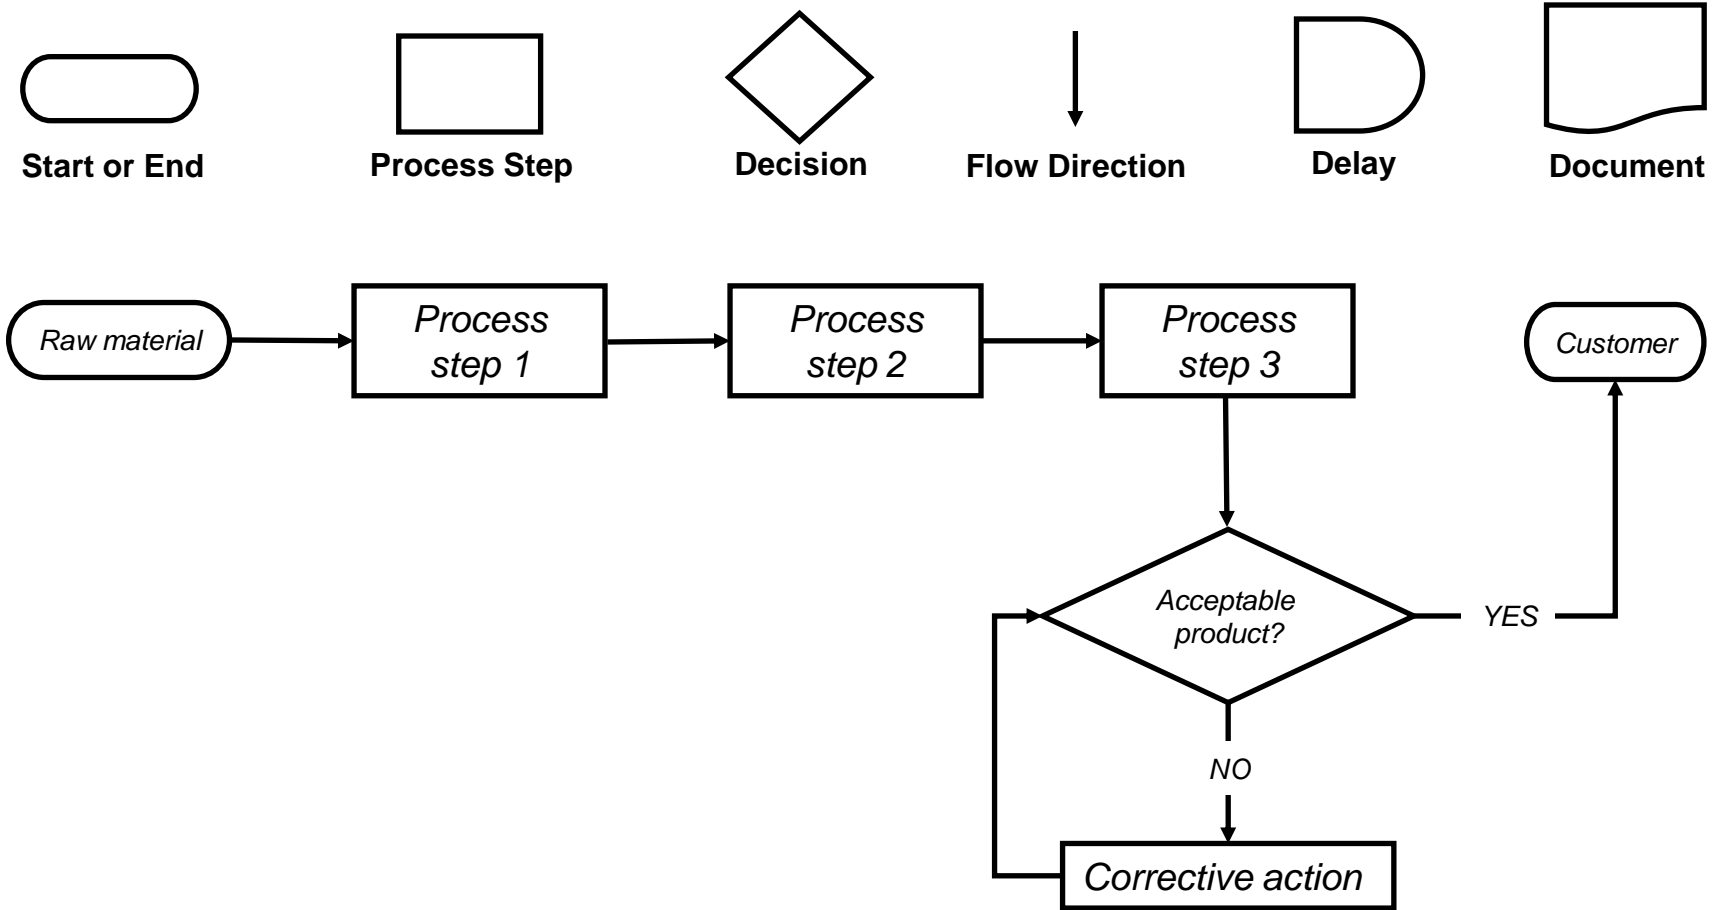 Start or End
Process Step
Decision
Flow Direction
Delay
Document
Raw material
Process
step 1
Process
step 2
Process
step 3
Customer
Acceptable
product?
YES
NO
Corrective action